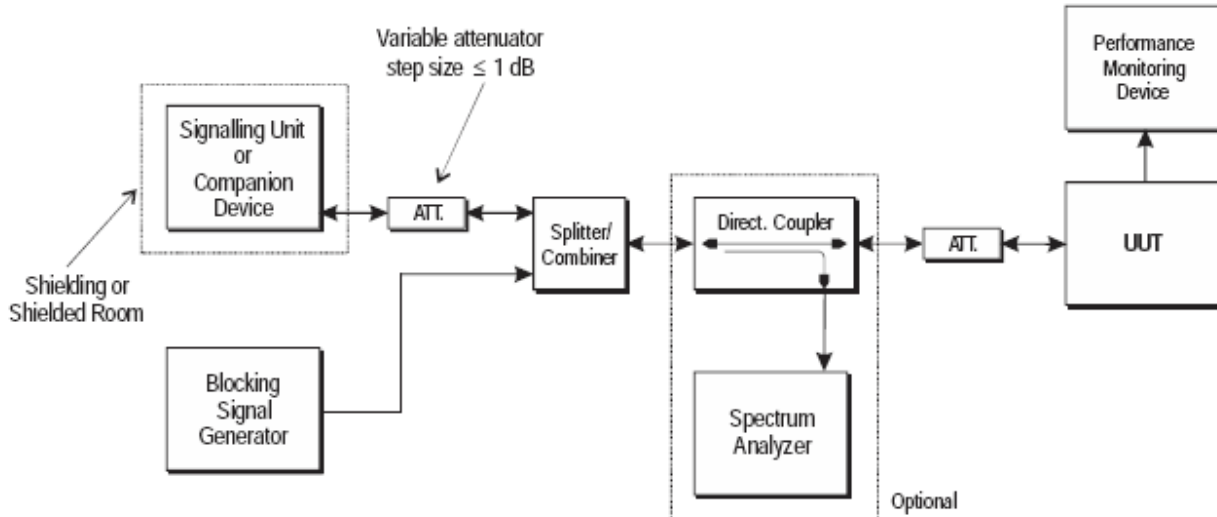 Variable attenuator
step size ≤ 1 dB
Performance
Monitoring
Device
Signalling Unit
or
Companion
Device
ATT.
Splitter/
Combiner
Direct. Coupler
ATT.
UUT
Shielding or
Shielded Room
Blocking
Signal
Generator
Spectrum
Analyzer
Optional